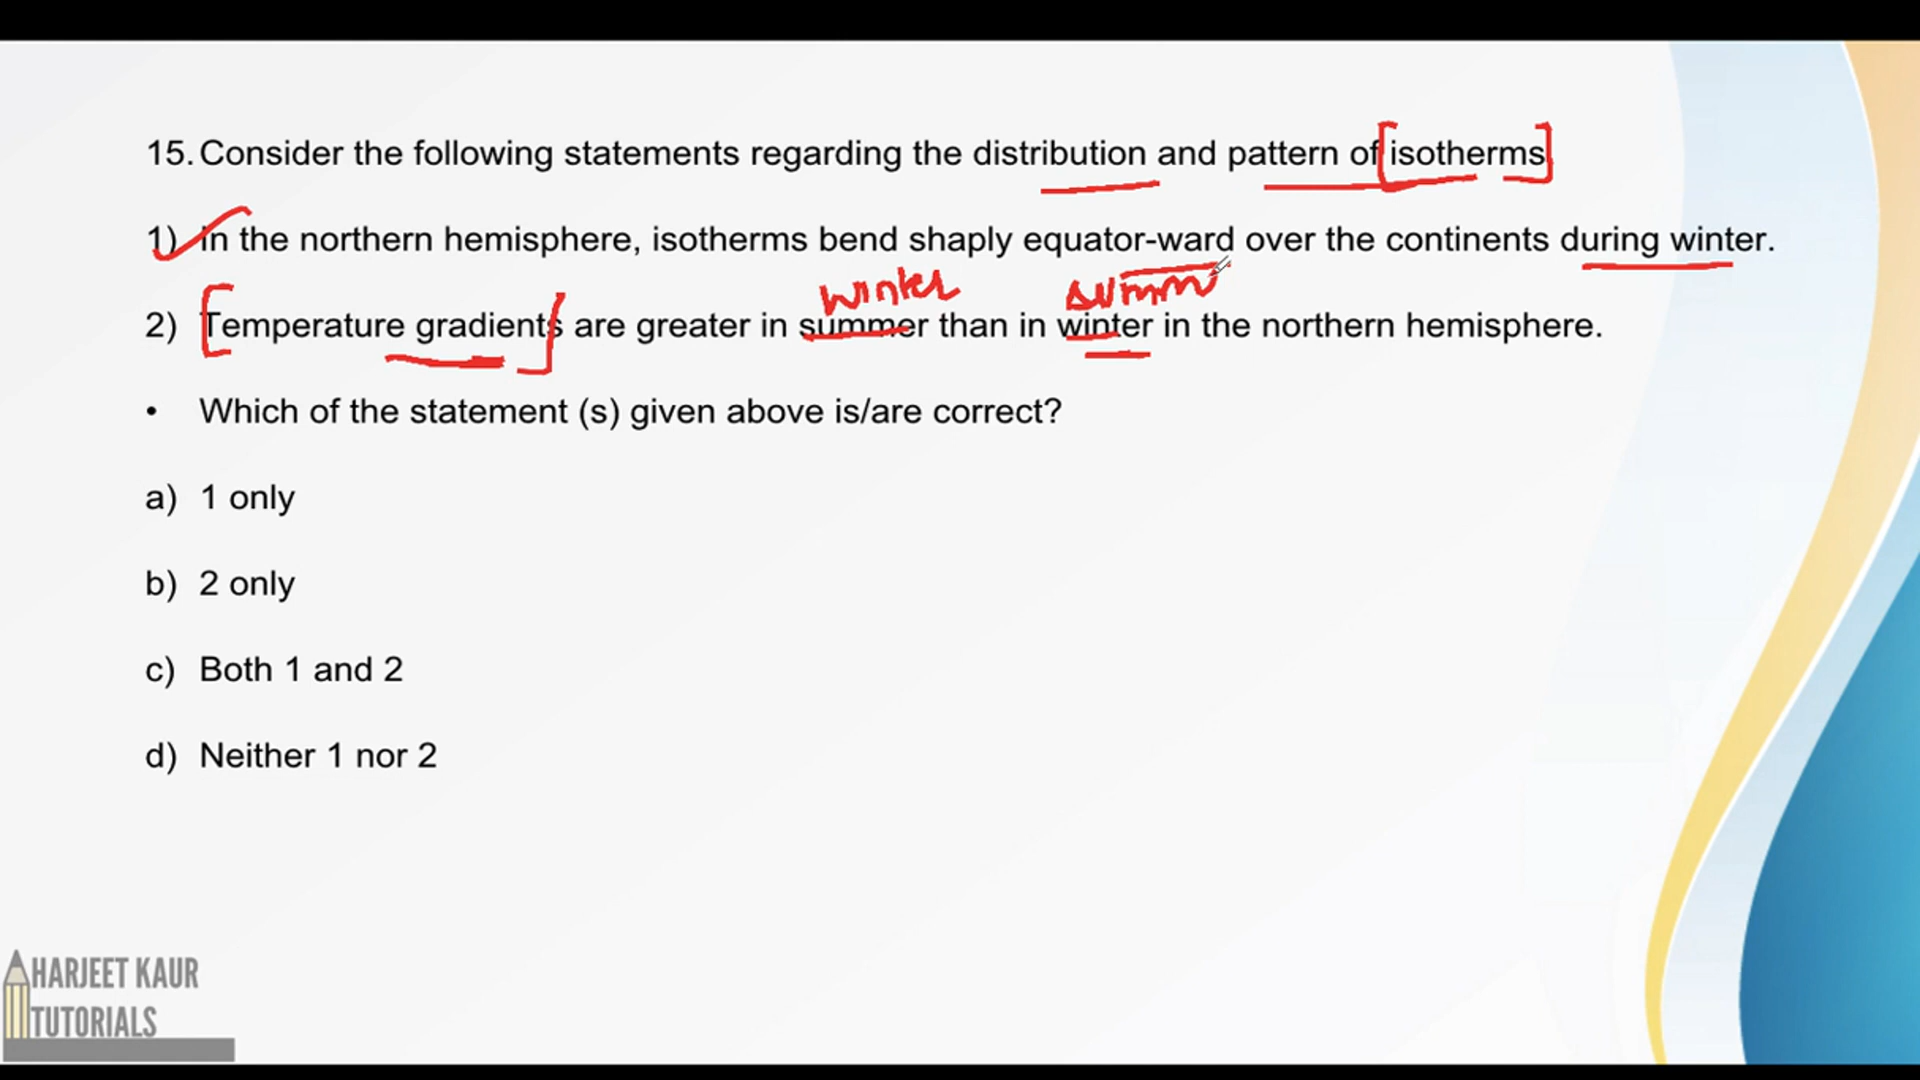 15. Consider the following statements regarding the distribution and pattern of isotherms
1) In the northern hemisphere, isotherms bend shaply equator-ward over the continents during winter.
winter summ
2) Temperature gradients are greater in summer than in winter in the northern hemisphere.
• Which of the statement (s) given above is/are correct?
a) 1 only
b) 2 only
c) Both 1 and 2
d) Neither 1 nor 2
HARJEET KAUR
TUTORIALS